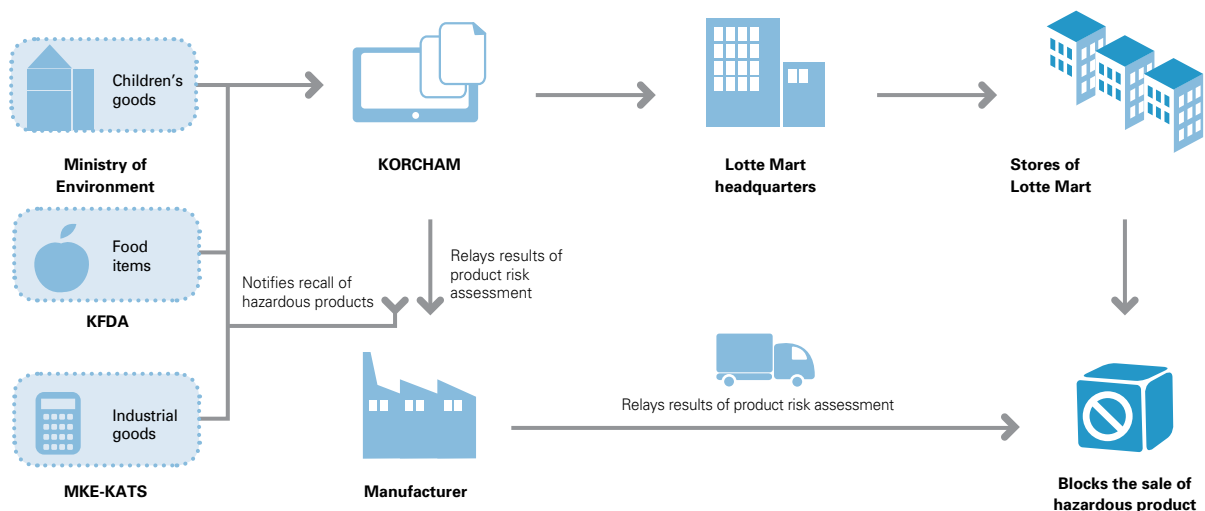 Children's
goods
Ministry of
Environment
KORCHAM
Lotte Mart
headquarters
Stores of
Lotte Mart
Food
items
KFDA
Notifies recall of
hazardous products
Relays results of
product risk
assessment
Industrial
goods
MKE-KATS
Manufacturer
Relays results of product risk assessment
Blocks the sale of
hazardous product